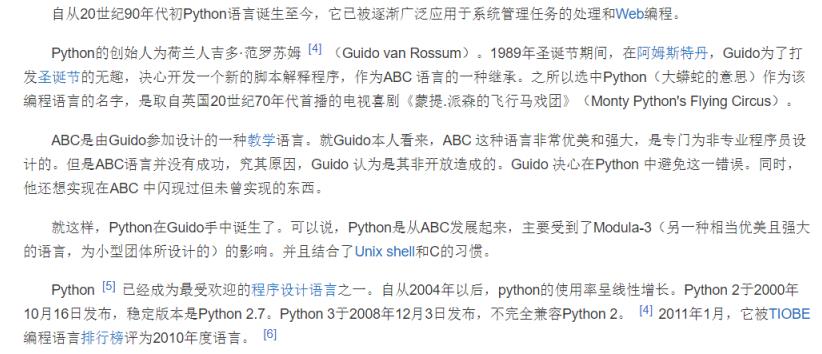 自从20世纪90年代初Python语言诞生至今，它已被逐渐广泛应用于系统管理任务的处理和Web编程。
Python的创始人为荷兰人吉多·范罗苏姆 [4] （Guido van Rossum）。1989年圣诞节期间，在阿姆斯特丹，Guido为了打
发圣诞节的无趣，决心开发一个新的脚本解释程序，作为ABC 语言的一种继承。之所以选中Python（大蟒蛇的意思）作为该
编程语言的名字，是取自英国20世纪70年代首播的电视喜剧《蒙提.派森的飞行马戏团》（Monty Python's Flying Circus）。
ABC是由Guido参加设计的一种教学语言。就Guido本人看来，ABC 这种语言非常优美和强大，是专门为非专业程序员设
计的。但是ABC语言并没有成功，究其原因，Guido 认为是其非开放造成的。Guido 决心在Python 中避免这一错误。同时，
他还想实现在ABC 中闪现过但未曾实现的东西。
就这样，Python在Guido手中诞生了。可以说，Python是从ABC发展起来，主要受到了Modula-3（另一种相当优美且强大
的语言，为小型团体所设计的）的影响。并且结合了Unix shell和C的习惯。
Python [5] 已经成为最受欢迎的程序设计语言之一。自从2004年以后，python的使用率呈线性增长。Python 2于2000年
10月16日发布，稳定版本是Python 2.7。Python 3于2008年12月3日发布，不完全兼容Python 2。 [4] 2011年1月，它被TIOBE
编程语言排行榜评为2010年度语言。 [6]